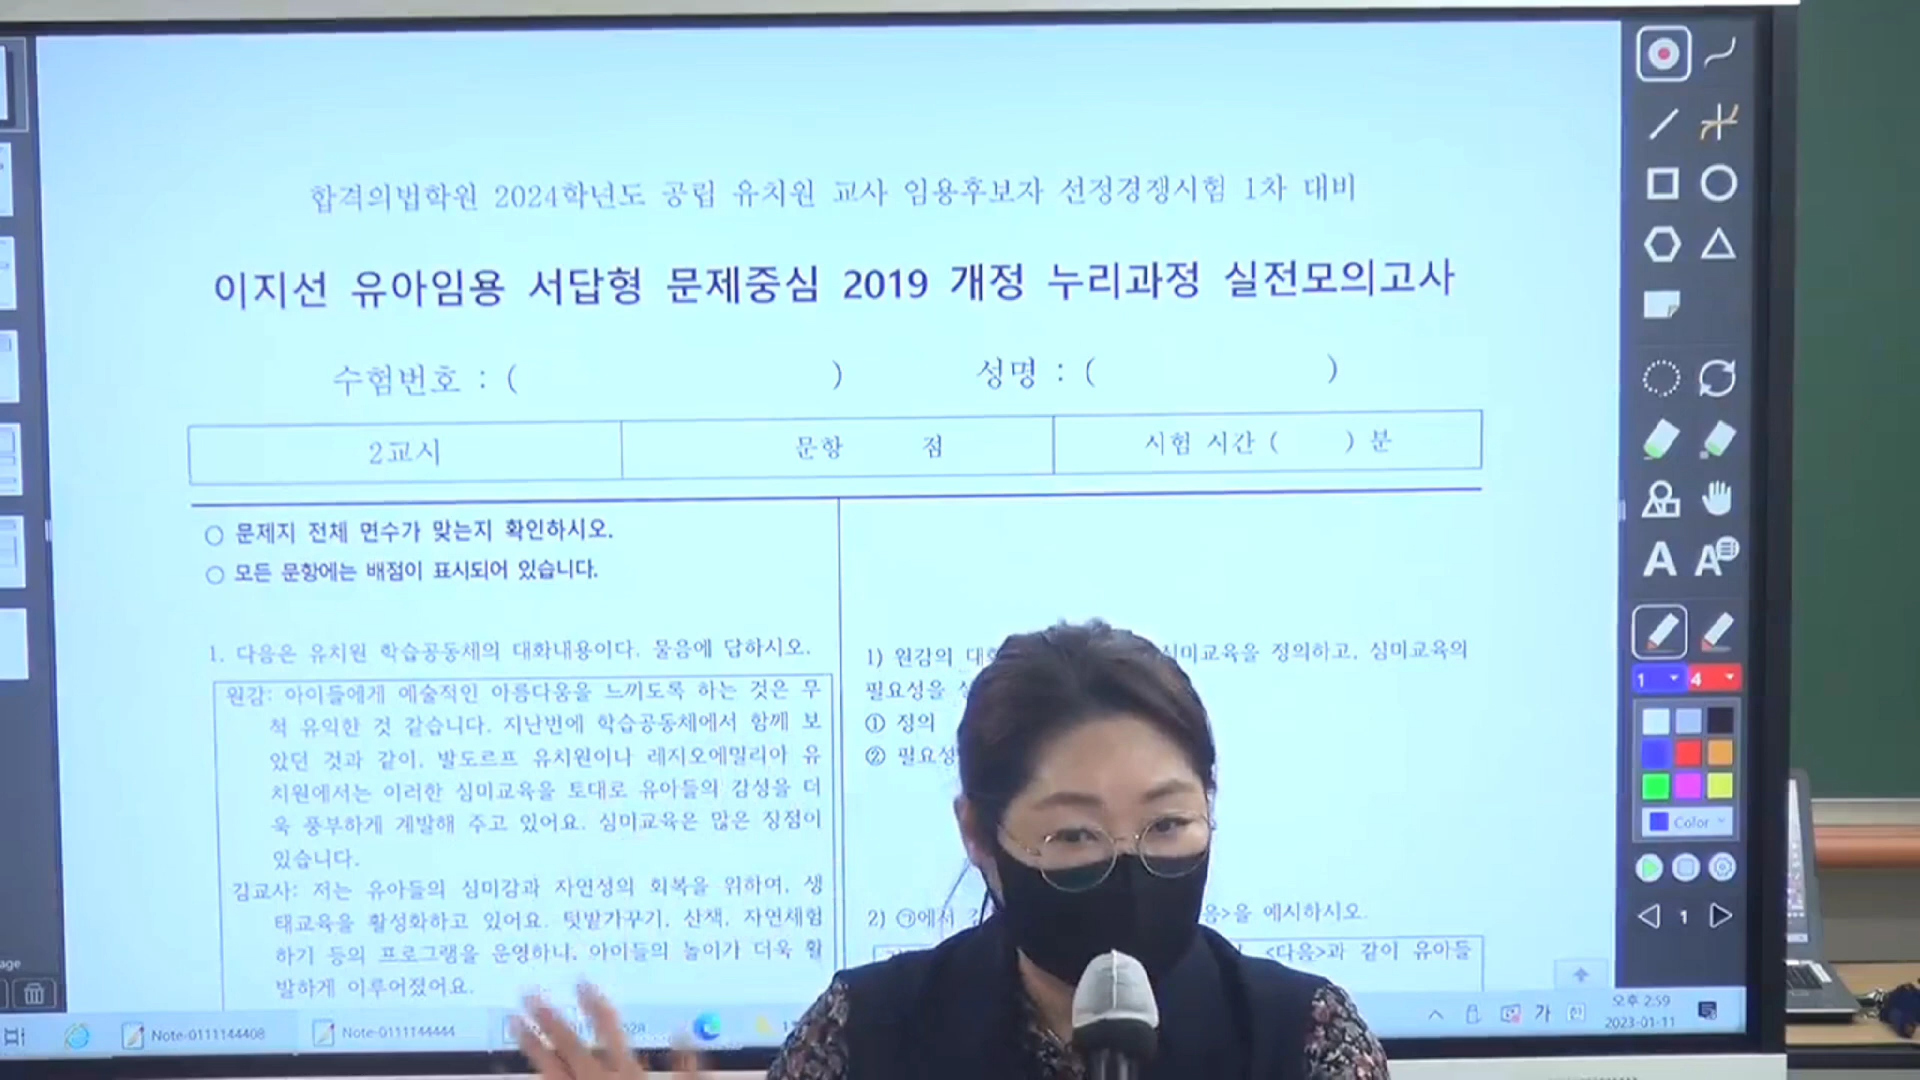 합격의법학원 2024학년도 공립 유치원 교사 임용후보자 선정경쟁시험 1차 대비
이지선 유아임용 서답형 문제중심 2019 개정 누리과정 실전모의고사
수험번호 : ( ) 성명 : ( )
2교시 문항 점 시험 시간 ( ) 분
○ 문제지 전체 면수가 맞는지 확인하시오.
○ 모든 문항에는 배점이 표시되어 있습니다.
1. 다음은 유치원 학습공동체의 대화내용이다. 물음에 답하시오.
원감: 아이들에게 예술적인 아름다움을 느끼도록 하는 것은 무
척 유익한 것 같습니다. 지난번에 학습공동체에서 함께 보
았던 것과 같이, 발도르프 유치원이나 레지오에밀리아 유
치원에서는 이러한 심미교육을 토대로 유아들의 감성을 더
욱 풍부하게 계발해 주고 있어요. 심미교육은 많은 장점이
있습니다.
김교사: 저는 유아들의 심미감과 자연성의 회복을 위하여, 생
태교육을 활성화하고 있어요. 텃밭가꾸기, 산책, 자연체험
하기 등의 프로그램을 운영하니, 아이들의 놀이가 더욱 활
발하게 이루어졌어요.
1) 원감의 심미교육을 정의하고, 심미교육의
필요성을
① 정의
② 필요성
2) ㉠에서 을 예시하시오.
<다음>과 같이 유아들
A A
1 4
Color
1
age
Note-0111144408
Note-0111144444
가 한
오후 2:59
2023-01-11